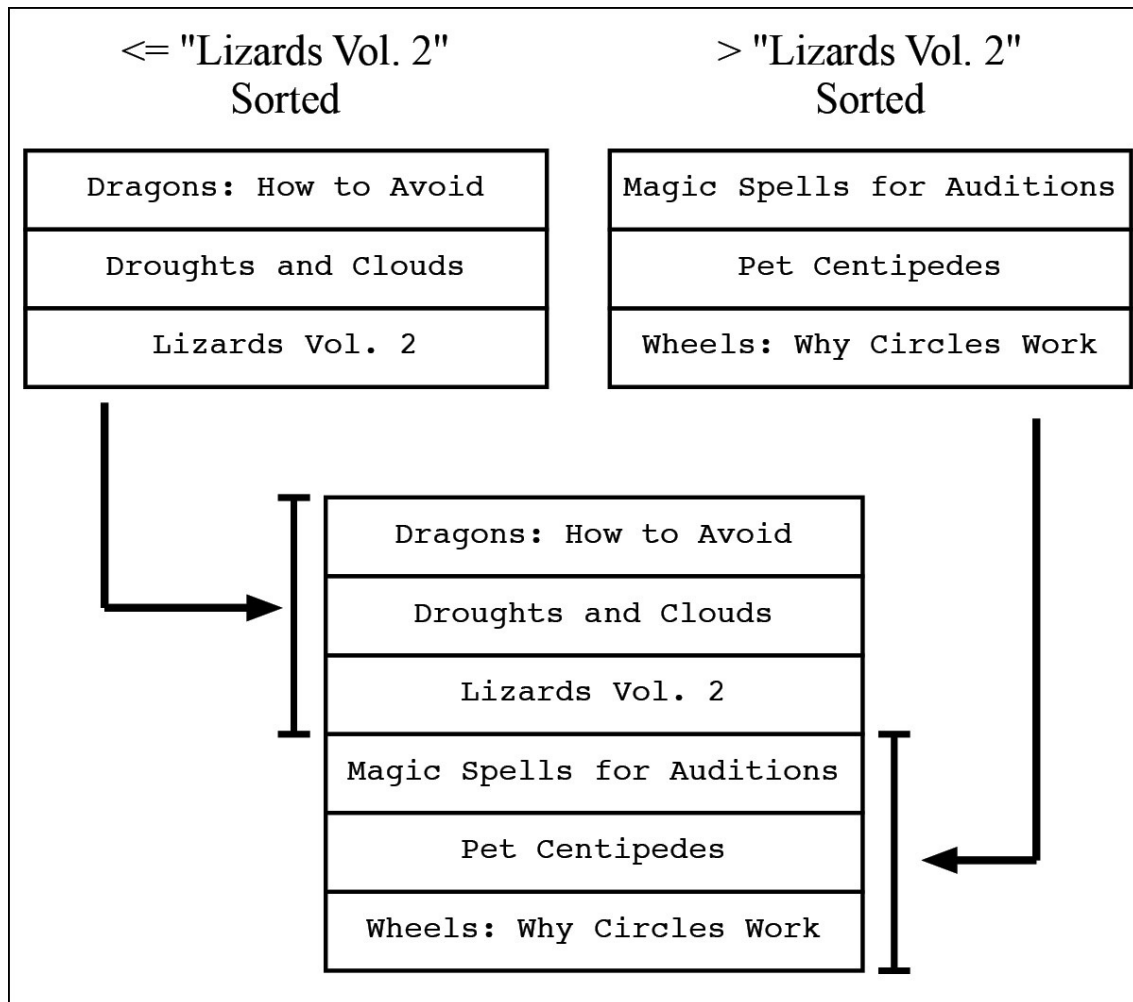 <= "Lizards Vol. 2"
Sorted
> "Lizards Vol. 2"
Sorted
Dragons: How to Avoid
Droughts and Clouds
Lizards Vol. 2
Magic Spells for Auditions
Pet Centipedes
Wheels: Why Circles Work
Dragons: How to Avoid
Droughts and Clouds
Lizards Vol. 2
Magic Spells for Auditions
Pet Centipedes
Wheels: Why Circles Work